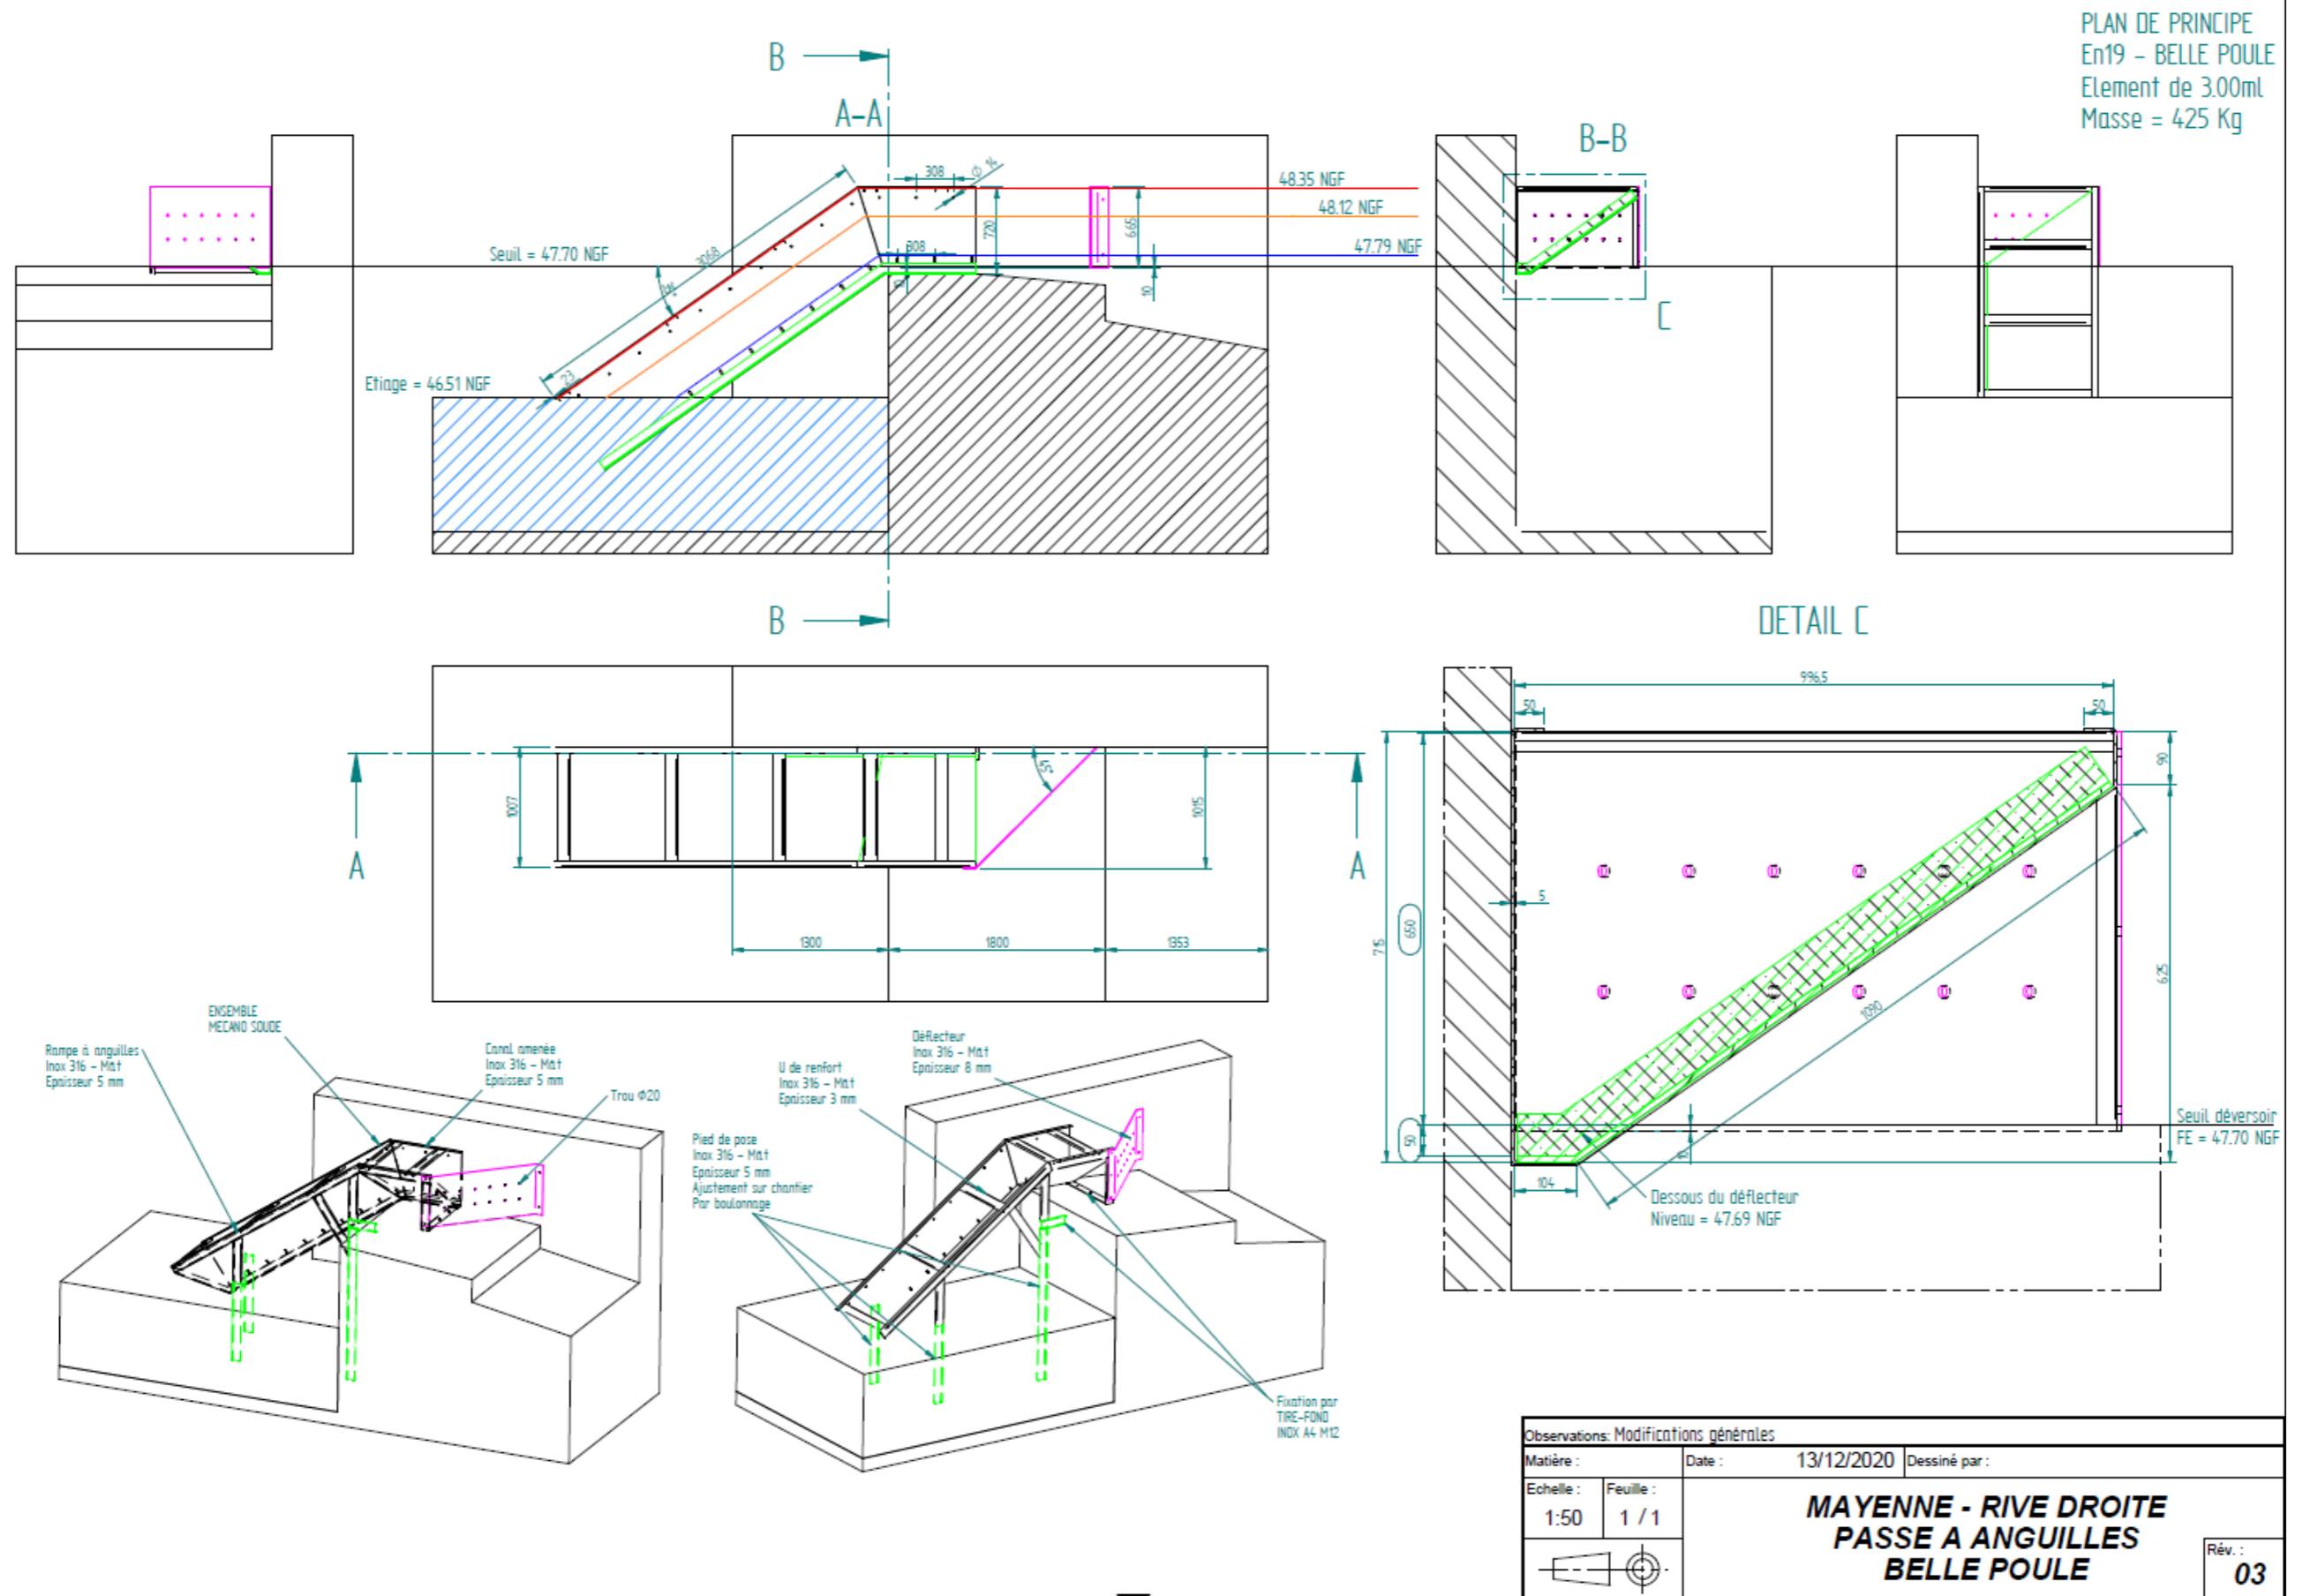 PLAN DE PRINCIPE
En19 - BELLE POULE
Element de 3.00ml
Masse = 425 Kg
B
A-A
B-B
308
Ø 14
48.35 NGF
48.12 NGF
47.79 NGF
Seuil = 47.70 NGF
3068
720
665
308
10
C
23
Etiage = 46.51 NGF
B
DETAIL C
996,5
50
50
90
45°
1007
1015
A
A
5
650
715
625
1300
1800
1353
1090
50
104
Seuil déversoir
FE = 47.70 NGF
Dessous du déflecteur
Niveau = 47.69 NGF
ENSEMBLE
MECANO SOUDE
Rampe à anguilles
Inox 316 - Mat
Epaisseur 5 mm
Canal amenée
Inox 316 - Mat
Epaisseur 5 mm
Trou Φ20
Déflecteur
Inox 316 - Mat
Epaisseur 8 mm
U de renfort
Inox 316 - Mat
Epaisseur 3 mm
Pied de pose
Inox 316 - Mat
Epaisseur 5 mm
Ajustement sur chantier
Par boulonnage
Fixation par
TIRE-FOND
INOX A4 M12
Observations: Modifications générales
Matière :
Date : 13/12/2020
Dessiné par :
Echelle :
1:50
Feuille :
1 / 1
MAYENNE - RIVE DROITE
PASSE A ANGUILLES
BELLE POULE
Rév. :
03